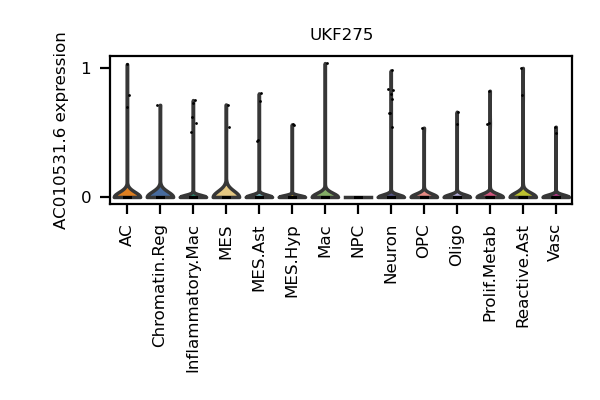 UKF275
AC010531.6 expression
1
0
AC
Chromatin.Reg
Inflammatory.Mac
MES
MES.Ast
MES.Hyp
Mac
NPC
Neuron
OPC
Oligo
Prolif.Metab
Reactive.Ast
Vasc